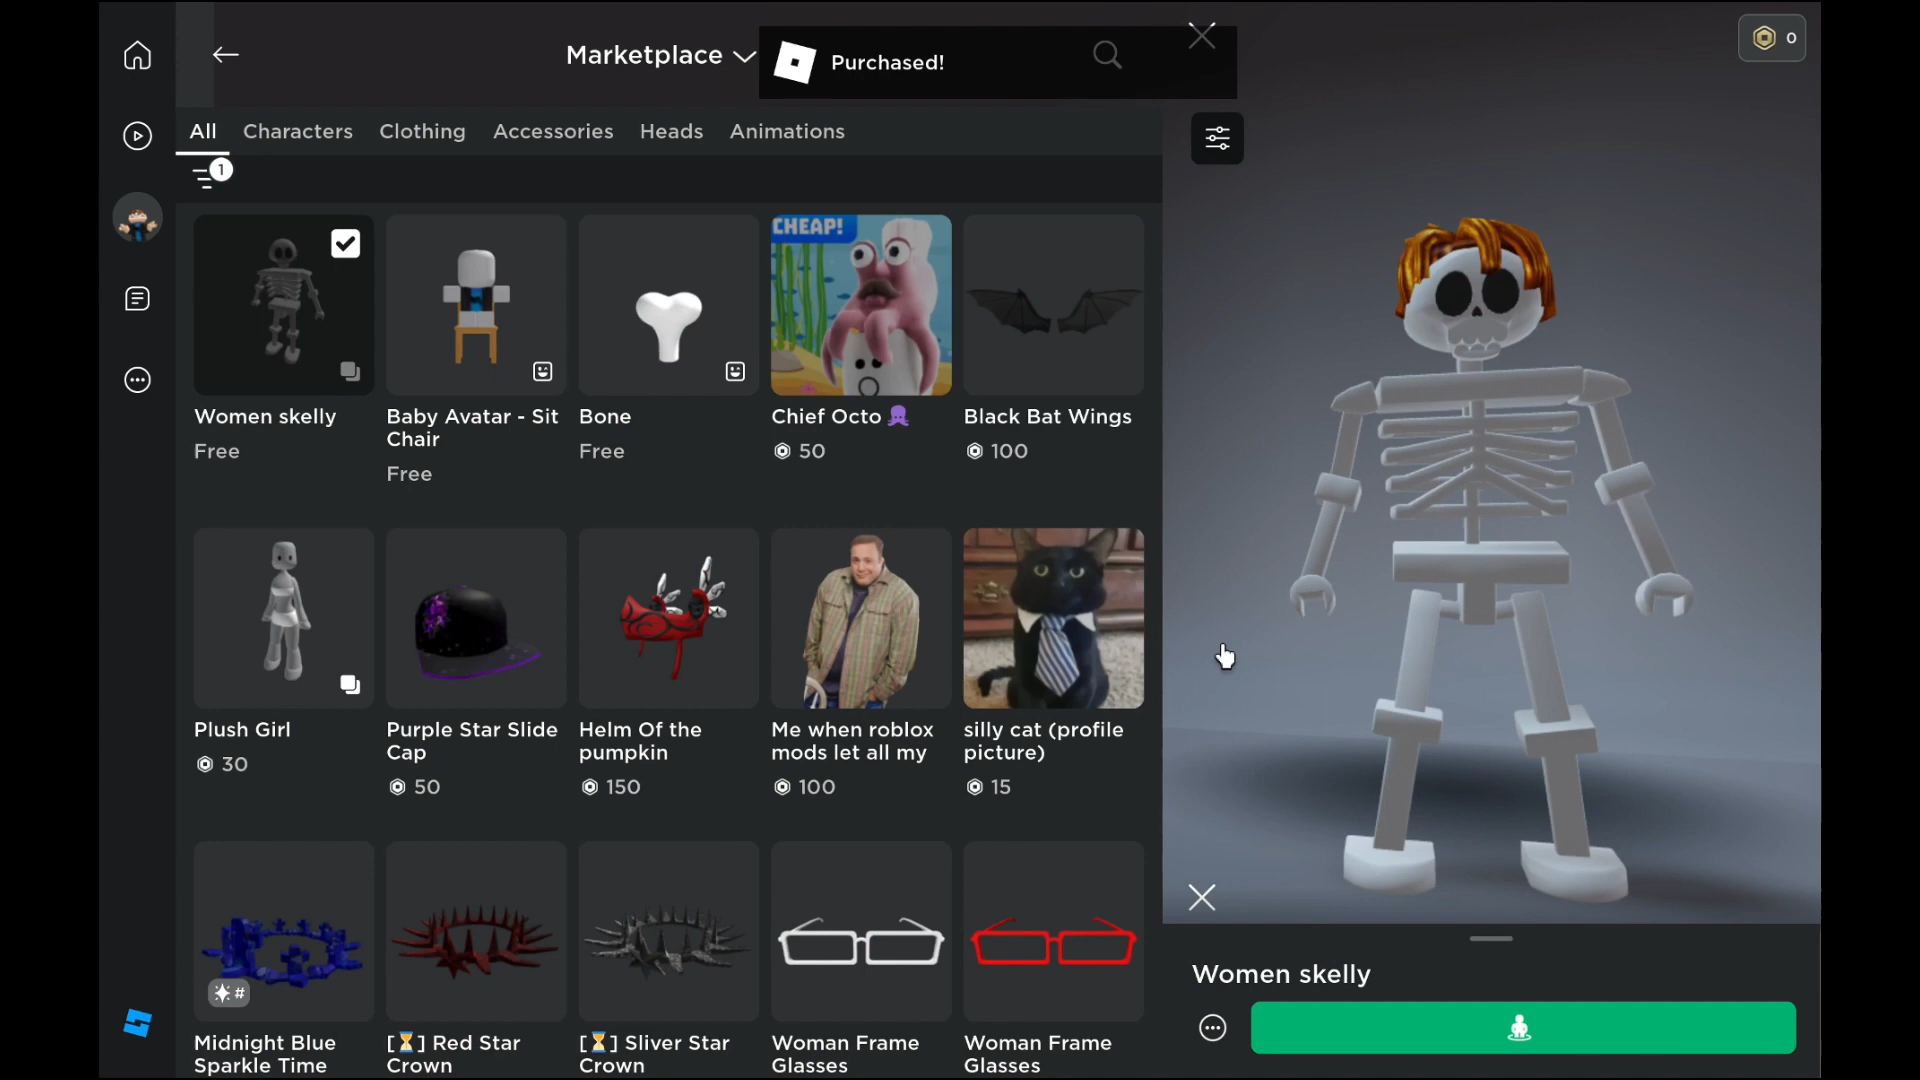 Marketplace
Purchased!
0
All Characters Clothing Accessories Heads Animations
1
CHEAP!
Women skelly
Free
Baby Avatar - Sit
Chair
Free
Bone
Free
Chief Octo 🐙
50
Black Bat Wings
100
Plush Girl
30
Purple Star Slide
Cap
50
Helm Of the
pumpkin
150
Me when roblox
mods let all my
100
silly cat (profile
picture)
15
#
Midnight Blue
Sparkle Time
[⏳] Red Star
Crown
[⏳] Sliver Star
Crown
Woman Frame
Glasses
Woman Frame
Glasses
Women skelly